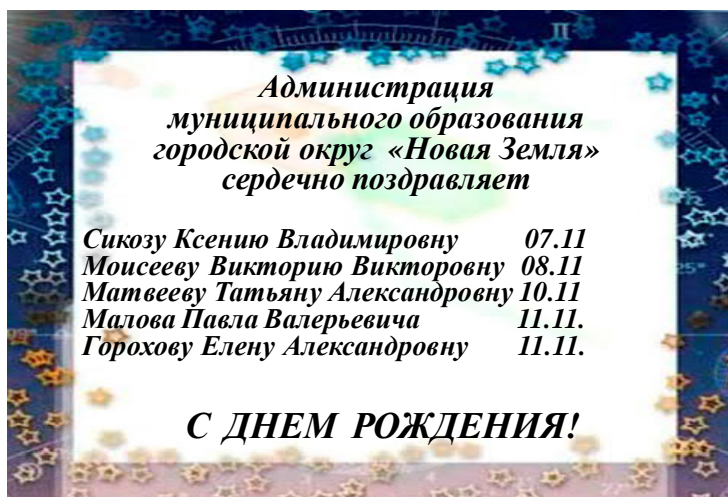 Администрация
муниципального образования
городской округ «Новая Земля»
сердечно поздравляет
Сикозу Ксению Владимировну 07.11
Моисееву Викторию Викторовну 08.11
Матвееву Татьяну Александровну 10.11
Малова Павла Валерьевича 11.11.
Горохову Елену Александровну 11.11.
С ДНЕМ РОЖДЕНИЯ!